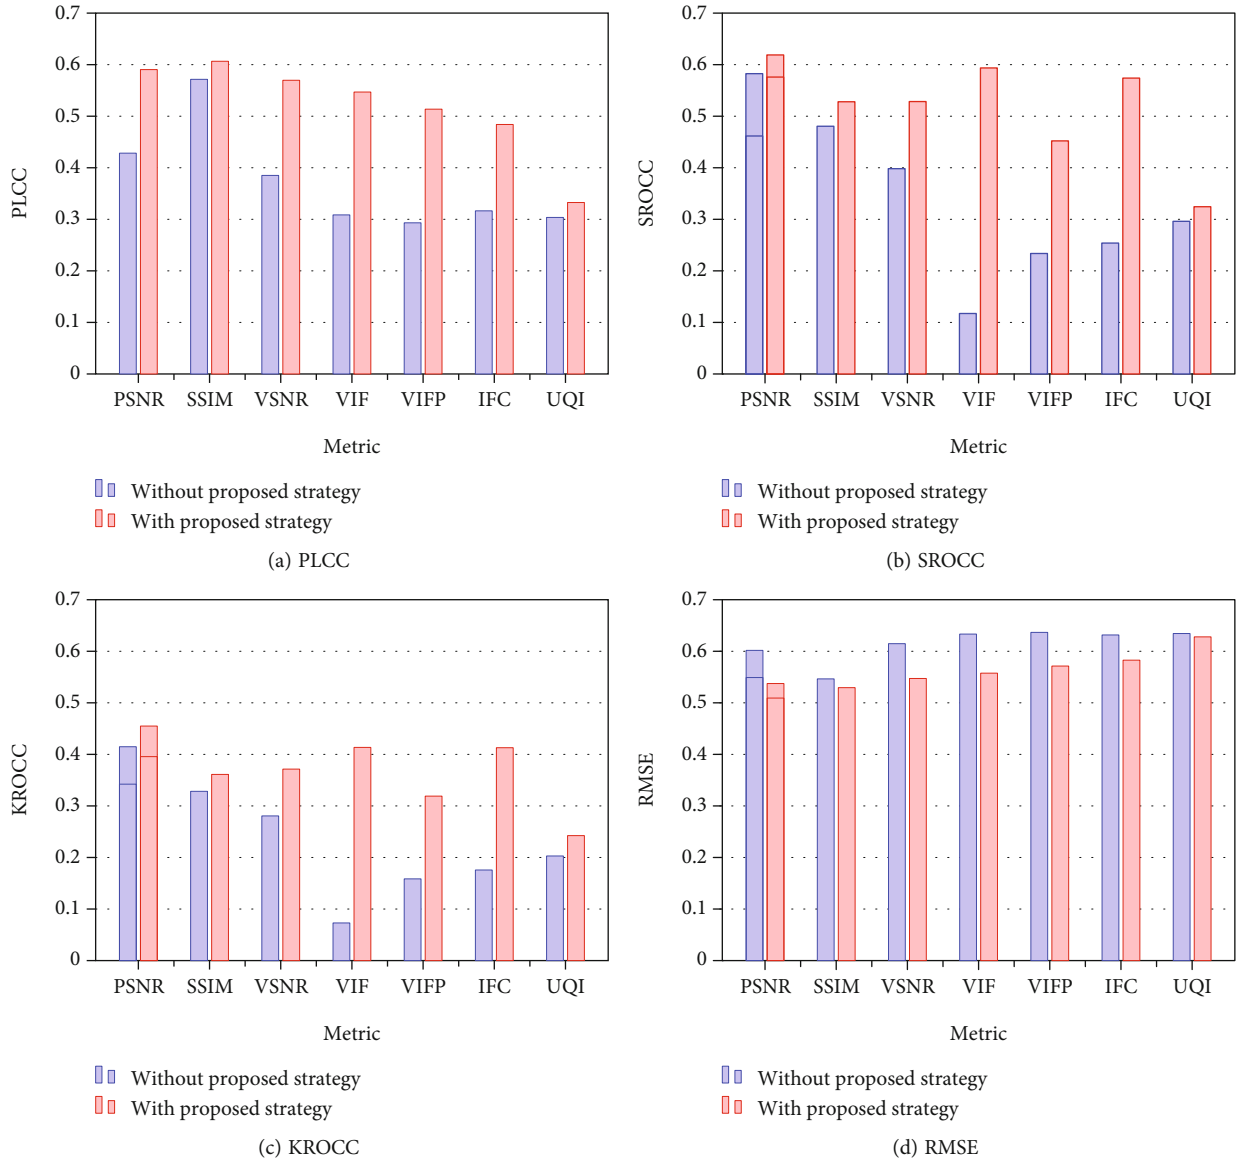 0.7
0.6
0.5
0.4
0.3
0.2
0.1
0
PLCC
PSNR SSIM VSNR VIF VIFP IFC UQI
Metric
Without proposed strategy
With proposed strategy
(a) PLCC
0.7
0.6
0.5
0.4
0.3
0.2
0.1
0
SROCC
PSNR SSIM VSNR VIF VIFP IFC UQI
Metric
Without proposed strategy
With proposed strategy
(b) SROCC
0.7
0.6
0.5
0.4
0.3
0.2
0.1
0
KROCC
PSNR SSIM VSNR VIF VIFP IFC UQI
Metric
Without proposed strategy
With proposed strategy
(c) KROCC
0.7
0.6
0.5
0.4
0.3
0.2
0.1
0
RMSE
PSNR SSIM VSNR VIF VIFP IFC UQI
Metric
Without proposed strategy
With proposed strategy
(d) RMSE